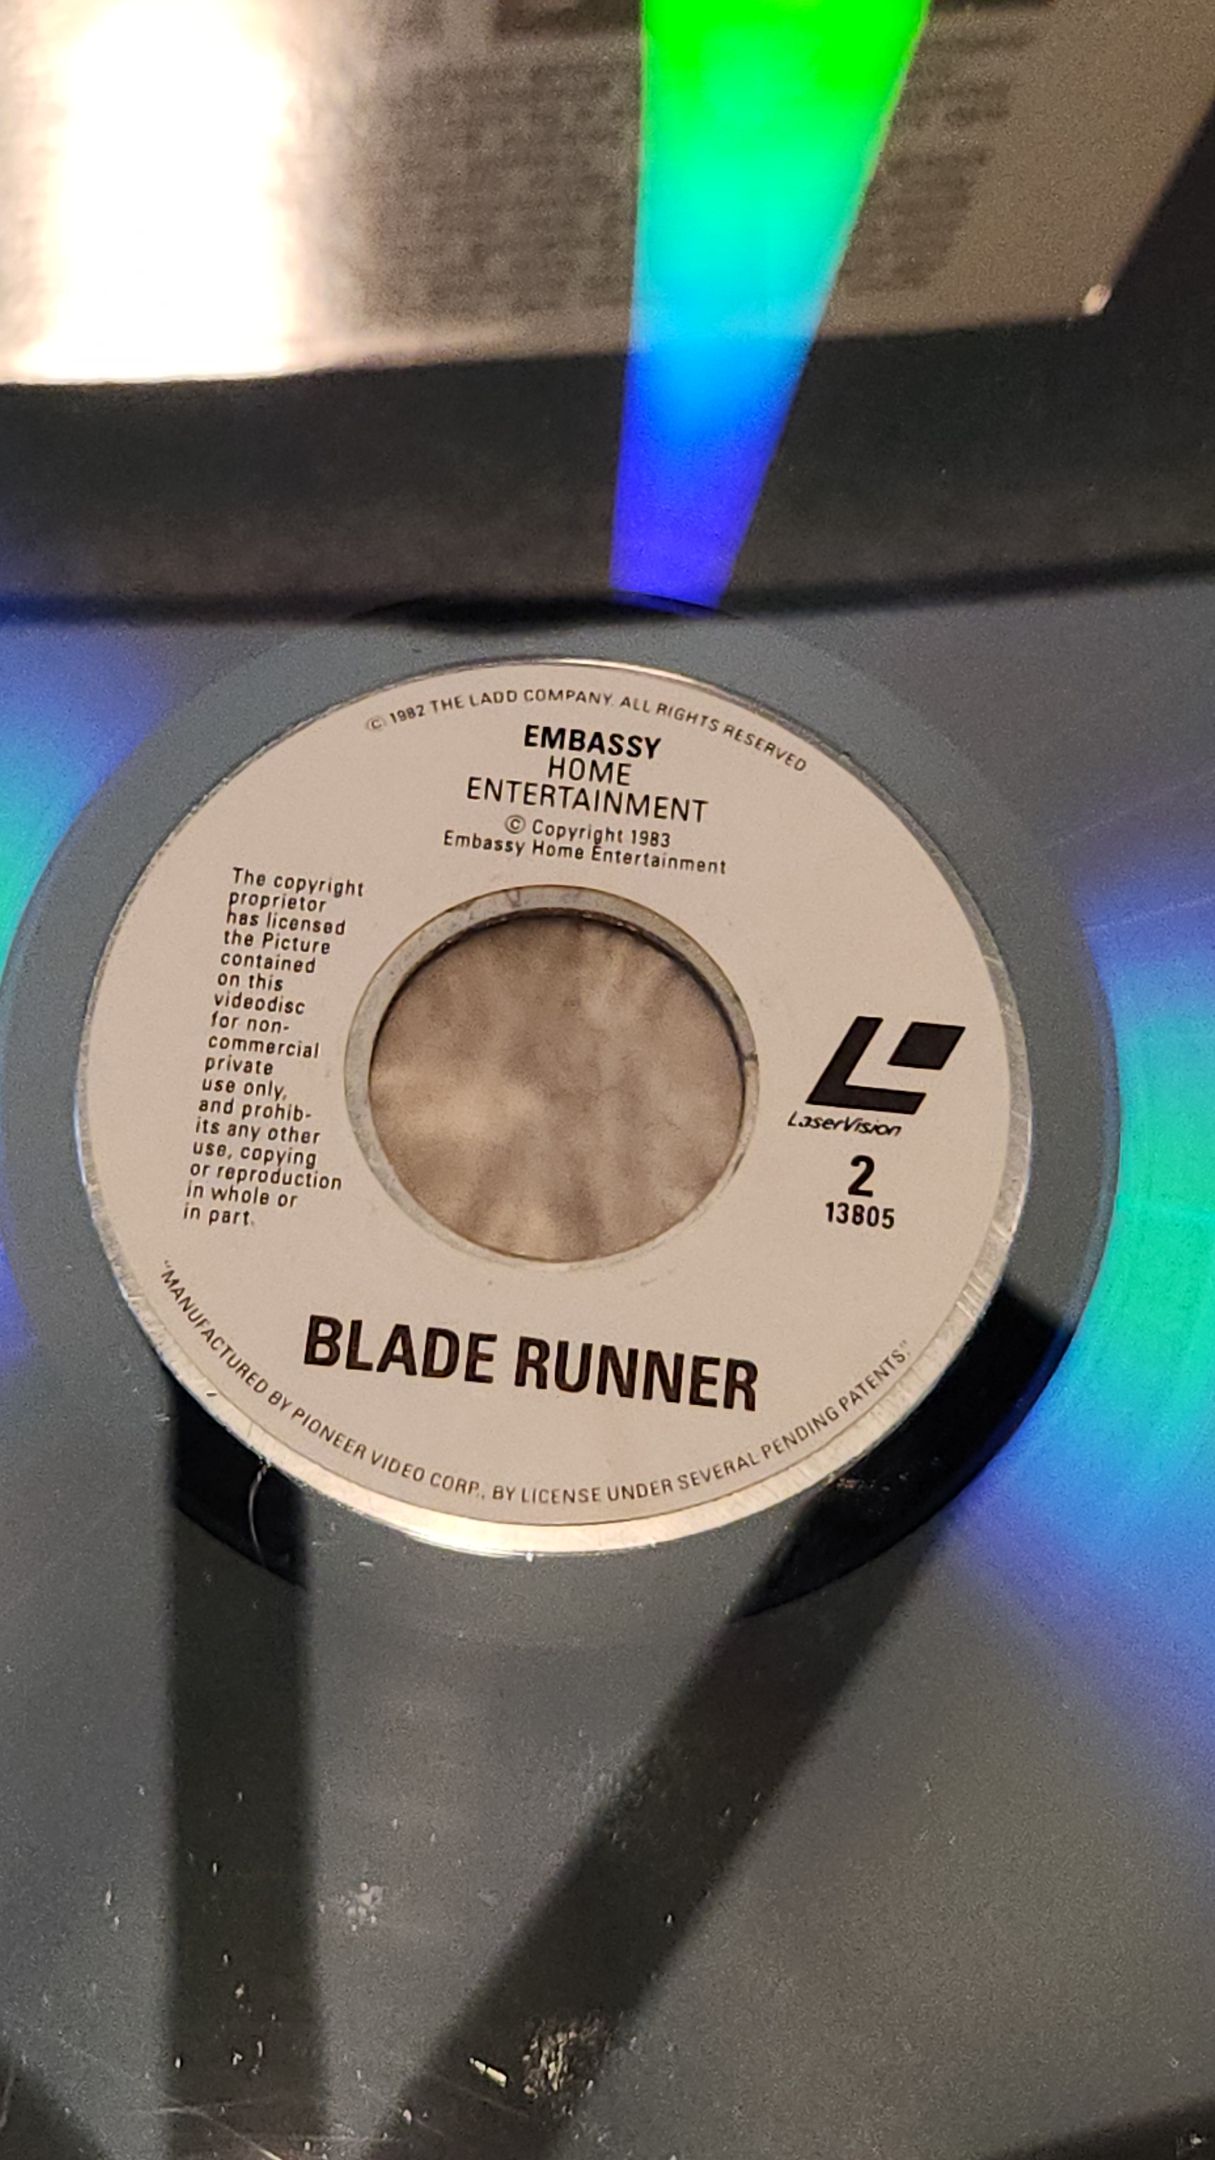 © 1982 THE LADD COMPANY. ALL RIGHTS RESERVED
EMBASSY
HOME
ENTERTAINMENT
© Copyright 1983
Embassy Home Entertainment
The copyright
proprietor
has licensed
the Picture
contained
on this
videodisc
for non-
commercial
private
use only,
and prohib-
its any other
use, copying
or reproduction
in whole or
in part.
LaserVision
2
13805
BLADE RUNNER
"MANUFACTURED BY PIONEER VIDEO CORP., BY LICENSE UNDER SEVERAL PENDING PATENTS."